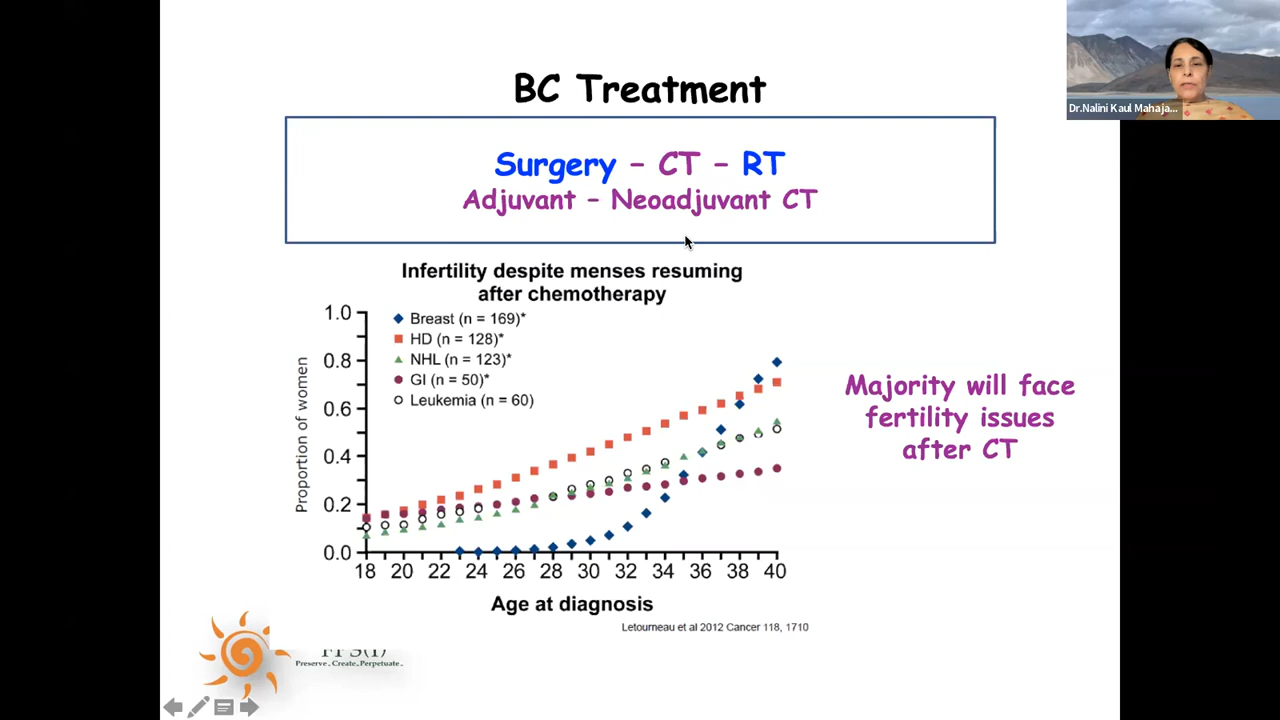 BC Treatment
Dr.Nalini Kaul Mahaja...
Surgery – CT – RT
Adjuvant – Neoadjuvant CT
Infertility despite menses resuming
after chemotherapy
Proportion of women
1.0
0.8
0.6
0.4
0.2
0.0
Breast (n = 169)*
HD (n = 128)*
NHL (n = 123)*
GI (n = 50)*
Leukemia (n = 60)
18 20 22 24 26 28 30 32 34 36 38 40
Age at diagnosis
Majority will face
fertility issues
after CT
Letourneau et al 2012 Cancer 118, 1710
Preserve. Create. Perpetuate.